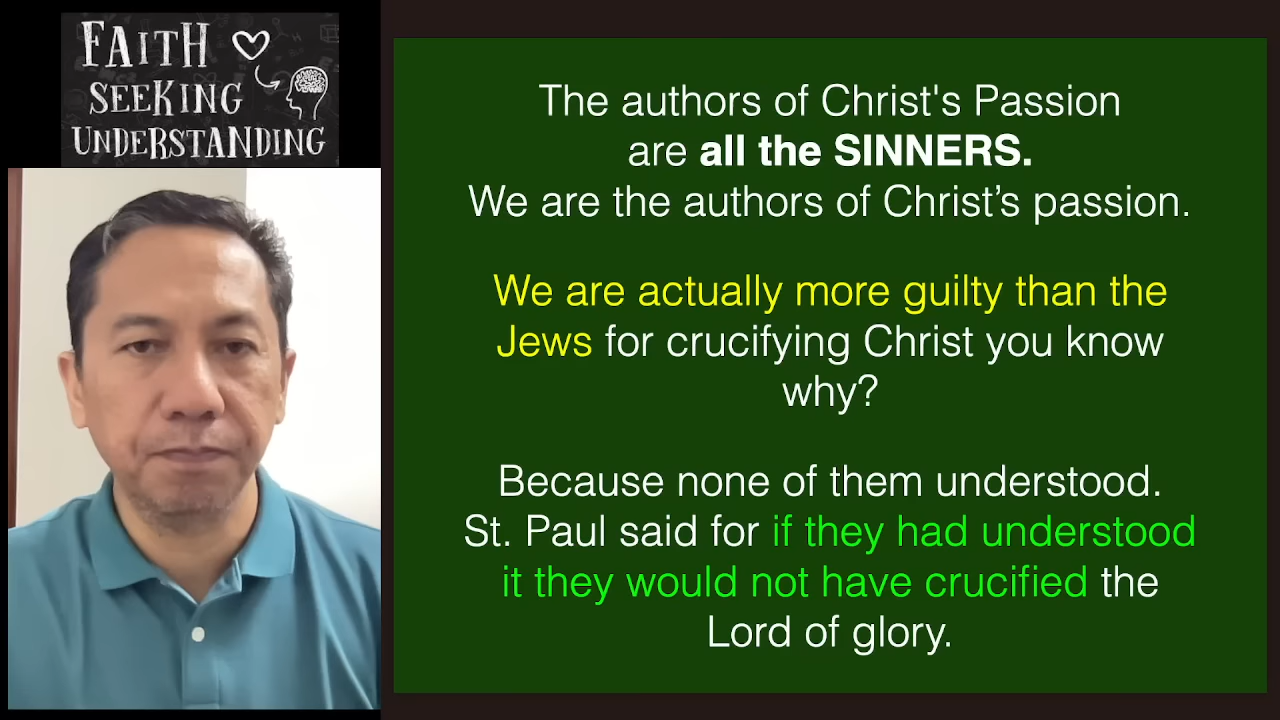 FAITH
SEEKING
UNDERSTANDING
The authors of Christ's Passion
are all the SINNERS.
We are the authors of Christ’s passion.
We are actually more guilty than the
Jews for crucifying Christ you know
why?
Because none of them understood.
St. Paul said for if they had understood
it they would not have crucified the
Lord of glory.